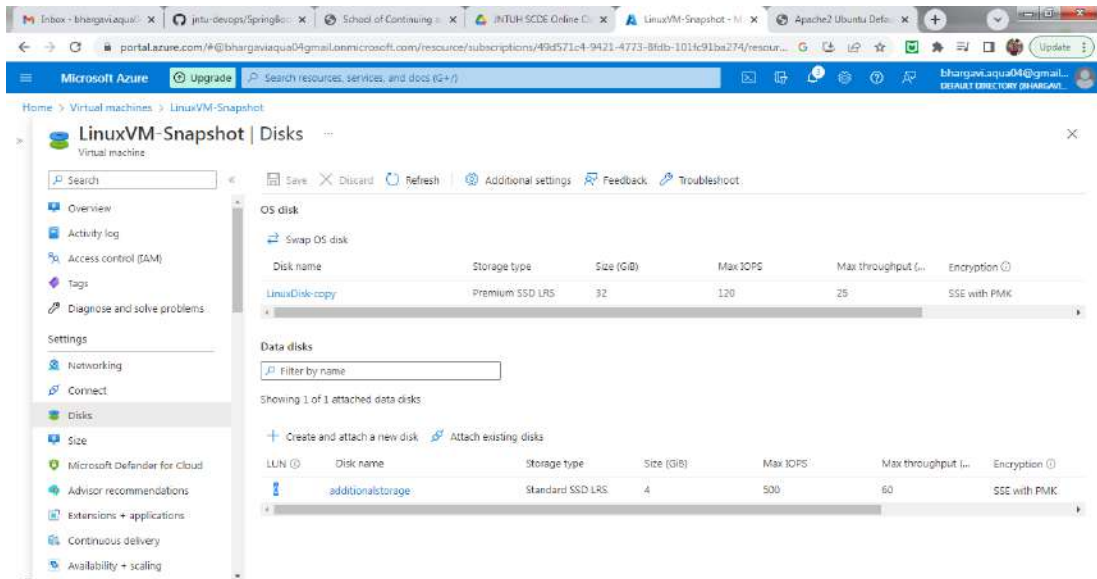 Inbox - bhargavi.aqua
jntu-devops/Springbo
School of Continuing
JNTUH SCDE Online C
LinuxVM-Snapshot - M
Apache2 Ubuntu Defa
portal.azure.com/#@bhargaviaqua04gmail.onmicrosoft.com/resource/subscriptions/49d571c4-9421-4773-8fdb-101fc91ba274/resour...
Update
Microsoft Azure
Upgrade
Search resources, services, and docs (G+/)
3
bhargavi.aqua04@gmail...
DEFAULT DIRECTORY (BHARGAVI...
Home > Virtual machines > LinuxVM-Snapshot
LinuxVM-Snapshot | Disks ...
Virtual machine
Search
Overview
Activity log
Access control (IAM)
Tags
Diagnose and solve problems
Settings
Networking
Connect
Disks
Size
Microsoft Defender for Cloud
Advisor recommendations
Extensions + applications
Continuous delivery
Availability + scaling
Save Discard Refresh Additional settings Feedback Troubleshoot
OS disk
Swap OS disk
Disk name Storage type Size (GiB) Max IOPS Max throughput (... Encryption
LinuxDisk-copy Premium SSD LRS 32 120 25 SSE with PMK
Data disks
Filter by name
Showing 1 of 1 attached data disks
Create and attach a new disk Attach existing disks
LUN Disk name Storage type Size (GiB) Max IOPS Max throughput (... Encryption
additionalstorage Standard SSD LRS 4 500 60 SSE with PMK